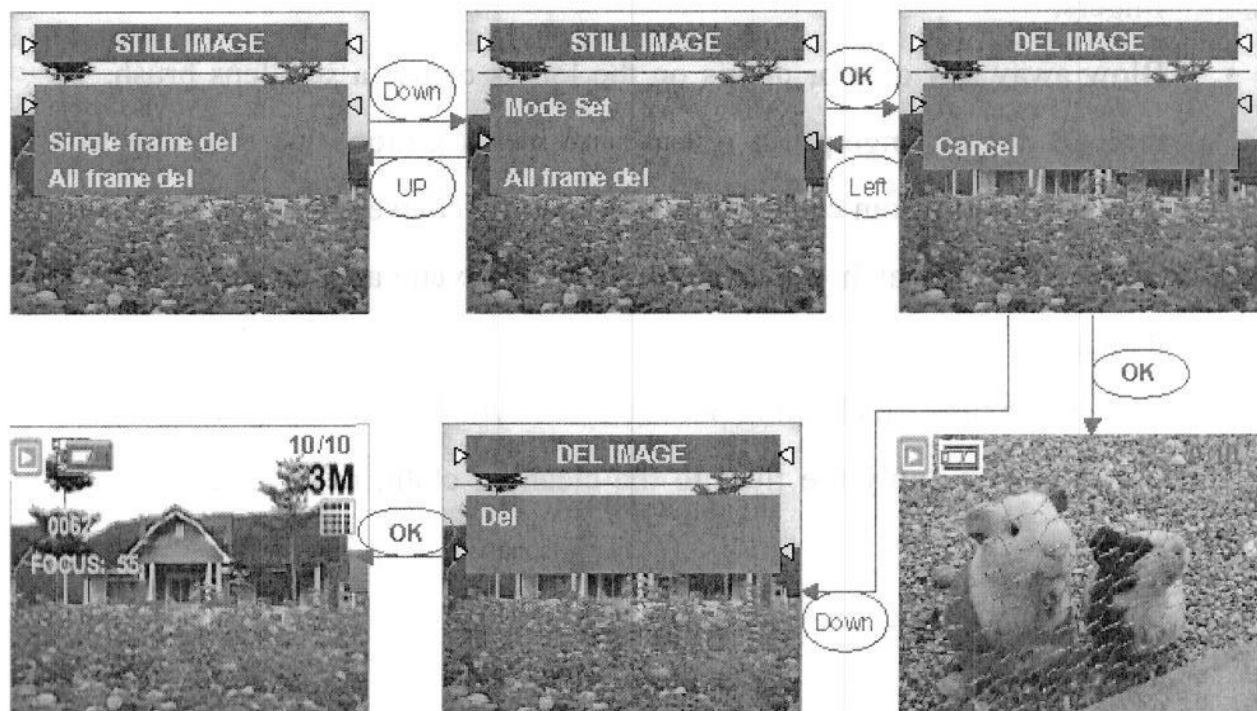 STILL IMAGE
Single frame del
All frame del
Down
UP
STILL IMAGE
Mode Set
All frame del
OK
Left
DEL IMAGE
Cancel
OK
10/10
3M
0062
FOCUS: 55
OK
DEL IMAGE
Del
Down